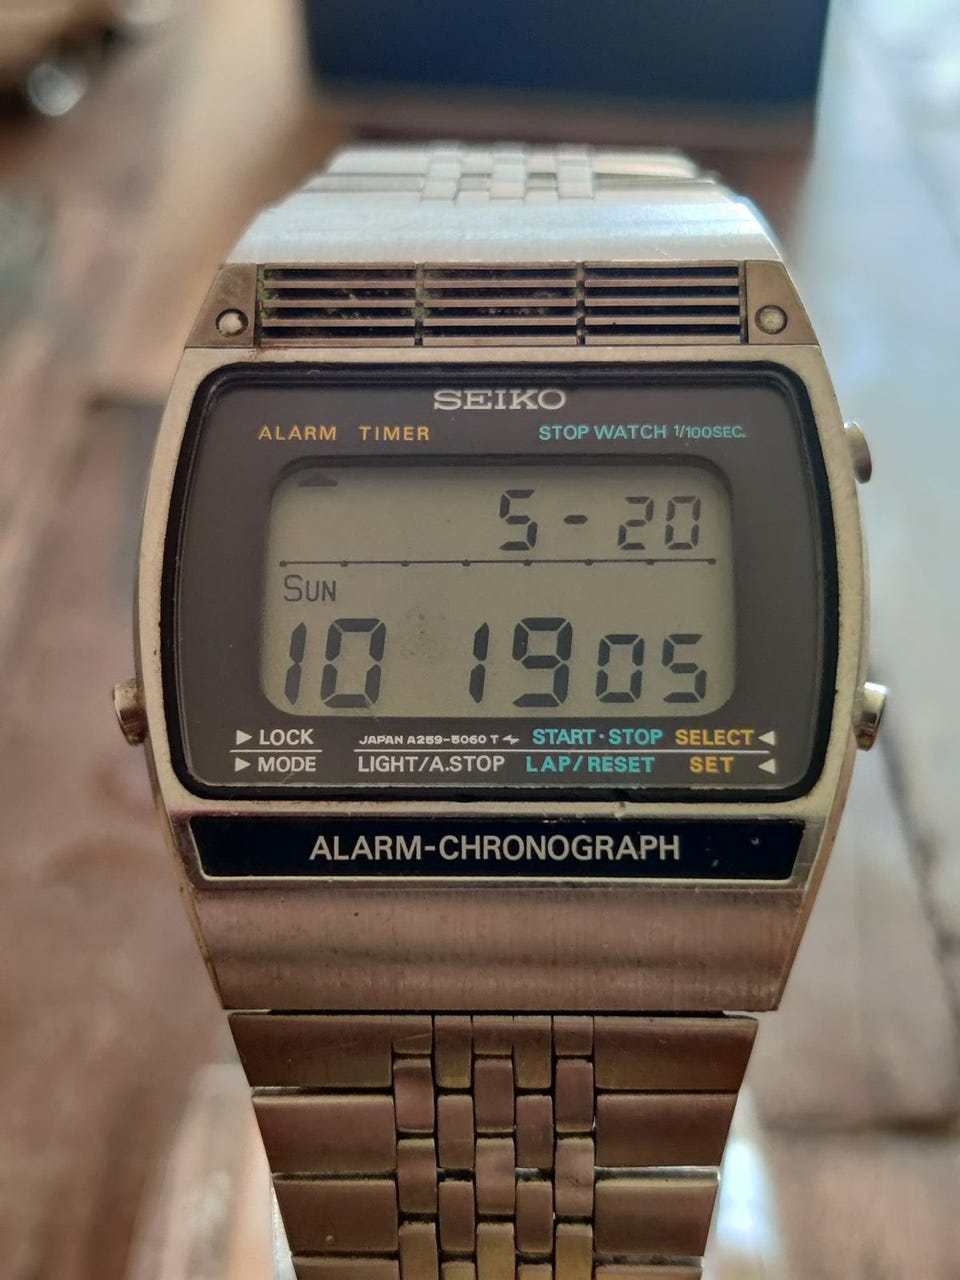 SEIKO
ALARM TIMER STOP WATCH 1/100SEC.
5-20
SUN
10 19 05
LOCK JAPAN A259-5060 T START·STOP SELECT
MODE LIGHT/A.STOP LAP/RESET SET
ALARM-CHRONOGRAPH